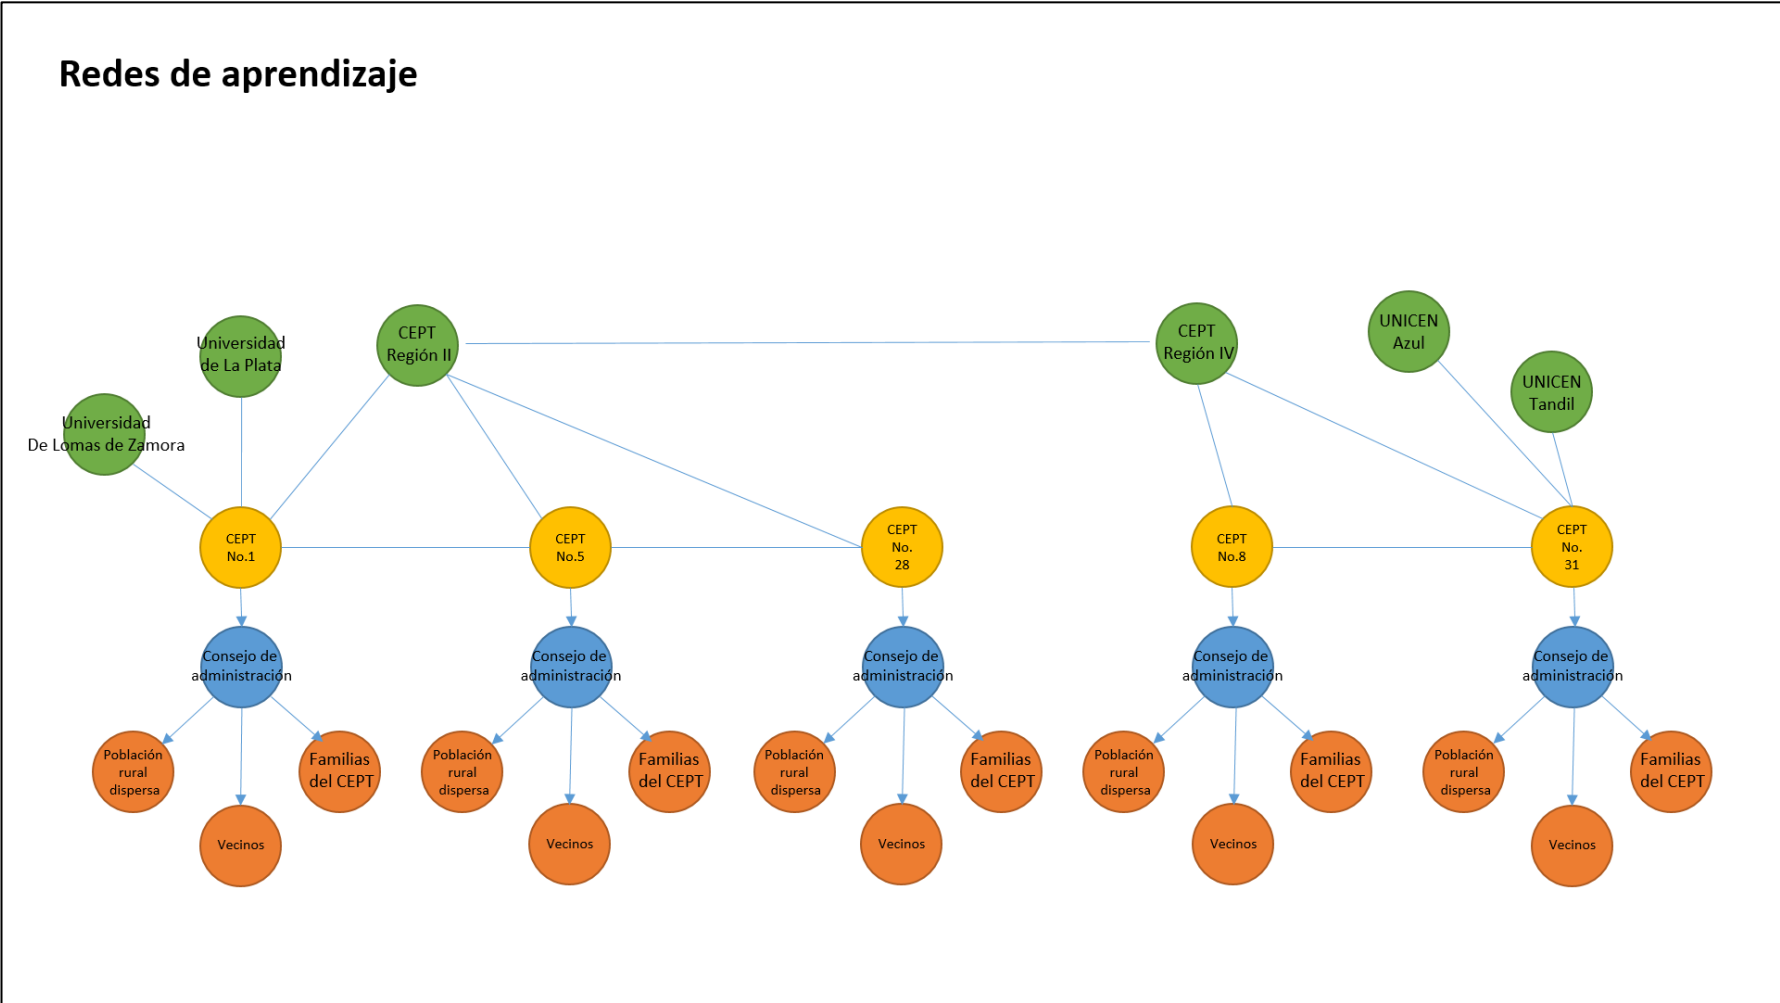 Redes de aprendizaje
UNICEN
Azul
CEPT
Región II
CEPT
Región IV
Universidad
de La Plata
UNICEN
Tandil
Universidad
De Lomas de Zamora
CEPT
No.1
CEPT
No.5
CEPT
No.
28
CEPT
No.8
CEPT
No.
31
Consejo de
administración
Consejo de
administración
Consejo de
administración
Consejo de
administración
Consejo de
administración
Población
rural
dispersa
Familias
del CEPT
Población
rural
dispersa
Familias
del CEPT
Población
rural
dispersa
Familias
del CEPT
Población
rural
dispersa
Familias
del CEPT
Población
rural
dispersa
Familias
del CEPT
Vecinos
Vecinos
Vecinos
Vecinos
Vecinos